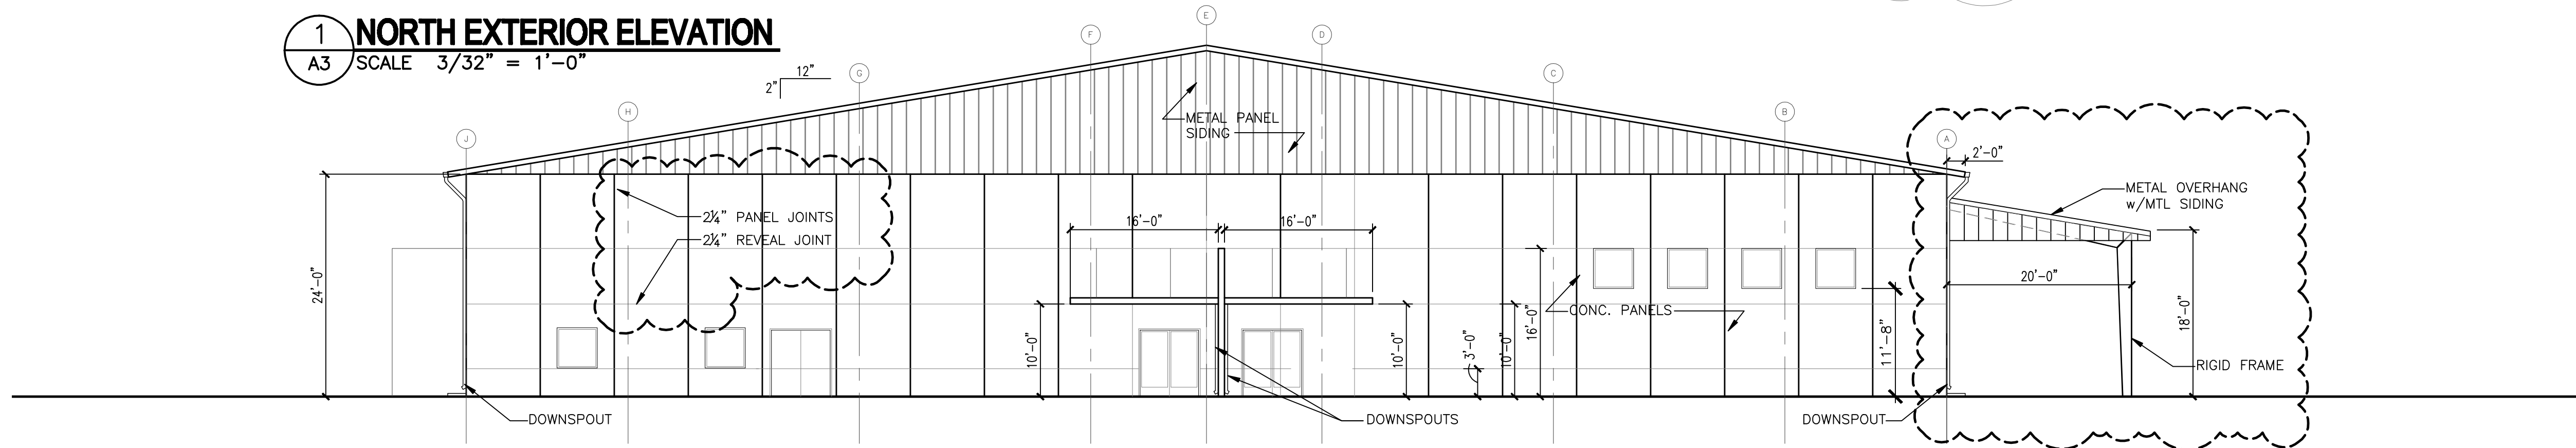 1
A3
NORTH EXTERIOR ELEVATION
SCALE 3/32" = 1'-0"
J
H
G
F
E
D
C
B
A
12"
2"
METAL PANEL
SIDING
2'-0"
METAL OVERHANG
w/MTL SIDING
2¼" PANEL JOINTS
2¼" REVEAL JOINT
16'-0"
16'-0"
24'-0"
10'-0"
10'-0"
3'-0"
10'-0"
16'-0"
CONC. PANELS
11'-8"
20'-0"
18'-0"
RIGID FRAME
DOWNSPOUT
DOWNSPOUTS
DOWNSPOUT